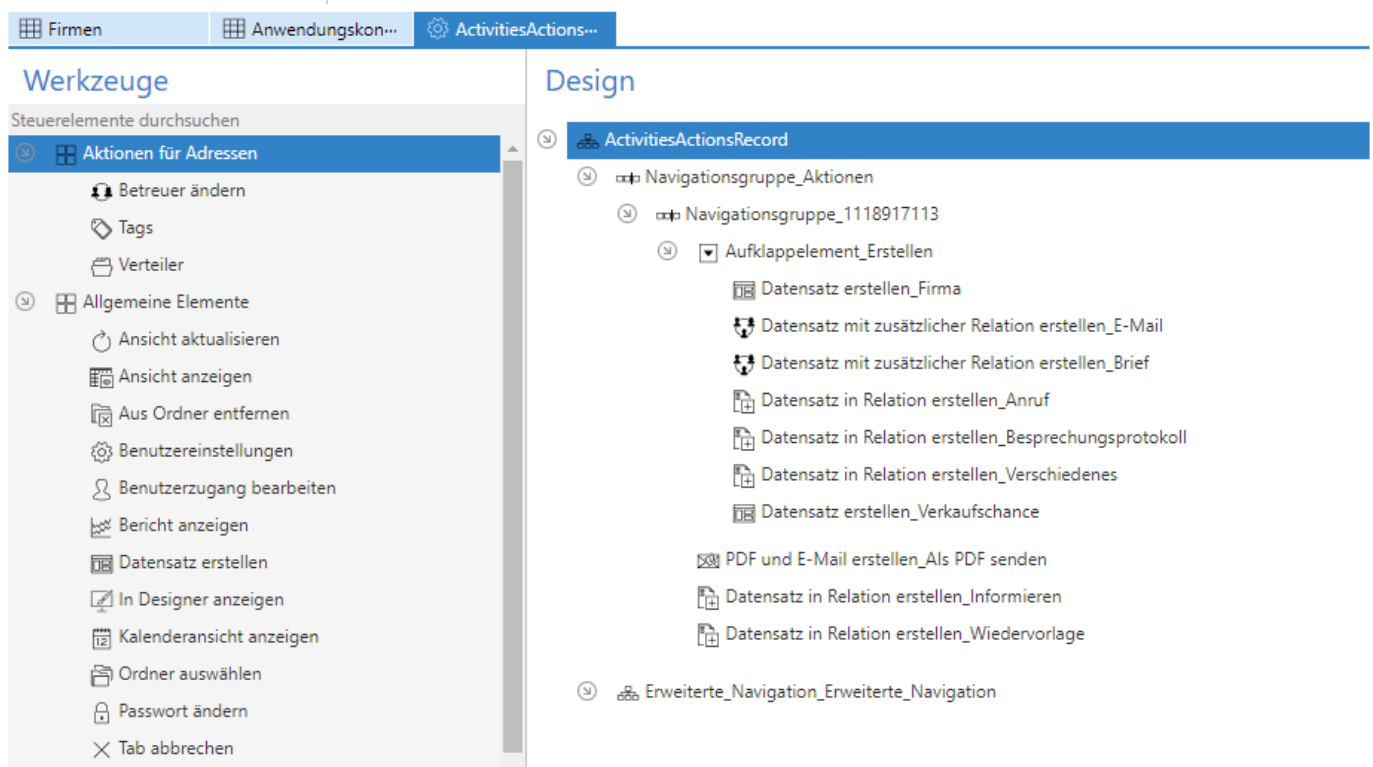 Firmen
Anwendungskon...
ActivitiesActions...
Werkzeuge
Steuerelemente durchsuchen
Aktionen für Adressen
Betreuer ändern
Tags
Verteiler
Allgemeine Elemente
Ansicht aktualisieren
Ansicht anzeigen
Aus Ordner entfernen
Benutzereinstellungen
Benutzerzugang bearbeiten
Bericht anzeigen
Datensatz erstellen
In Designer anzeigen
Kalenderansicht anzeigen
Ordner auswählen
Passwort ändern
Tab abbrechen
Design
ActivitiesActionsRecord
Navigationsgruppe_Aktionen
Navigationsgruppe_1118917113
Aufklappelement_Erstellen
Datensatz erstellen_Firma
Datensatz mit zusätzlicher Relation erstellen_E-Mail
Datensatz mit zusätzlicher Relation erstellen_Brief
Datensatz in Relation erstellen_Anruf
Datensatz in Relation erstellen_Besprechungsprotokoll
Datensatz in Relation erstellen_Verschiedenes
Datensatz erstellen_Verkaufschance
PDF und E-Mail erstellen_Als PDF senden
Datensatz in Relation erstellen_Informieren
Datensatz in Relation erstellen_Wiedervorlage
Erweiterte_Navigation_Erweiterte_Navigation